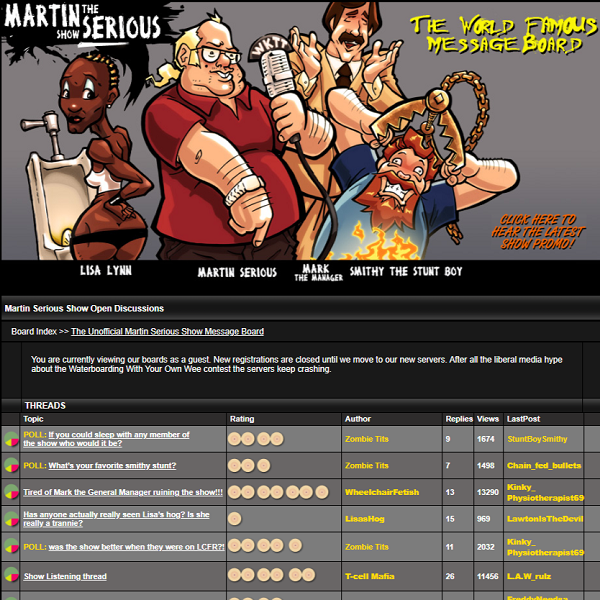 MARTIN THE
SERIOUS
SHOW
THE WORLD FAMOUS
MESSAGE BOARD
WKTT
CLICK HERE TO
HEAR THE LATEST
SHOW PROMO!
LISA LYNN
MARTIN SERIOUS
MARK
THE MANAGER
SMITHY THE STUNT BOY
Martin Serious Show Open Discussions
Board Index >> The Unofficial Martin Serious Show Message Board
You are currently viewing our boards as a guest. New registrations are closed until we move to our new servers. After all the liberal media hype
about the Waterboarding With Your Own Wee contest the servers keep crashing.
THREADS
Topic Rating Author Replies Views LastPost
POLL: If you could sleep with any member of
the show who would it be?
Zombie Tits 9 1674 StuntBoySmithy
POLL: What's your favorite smithy stunt? Zombie Tits 7 1498 Chain_fed_bullets
Tired of Mark the General Manager ruining the show!!! WheelchairFetish 13 13290 Kinky_
Physiotherapist69
Has anyone actually really seen Lisa's hog? Is she
really a trannie?
LisasHog 15 969 LawtonIsTheDevil
POLL: was the show better when they were on LCFR?! Zombie Tits 11 2032 Kinky_
Physiotherapist69
Show Listening thread T-cell Mafia 26 11456 L.A.W_rulz